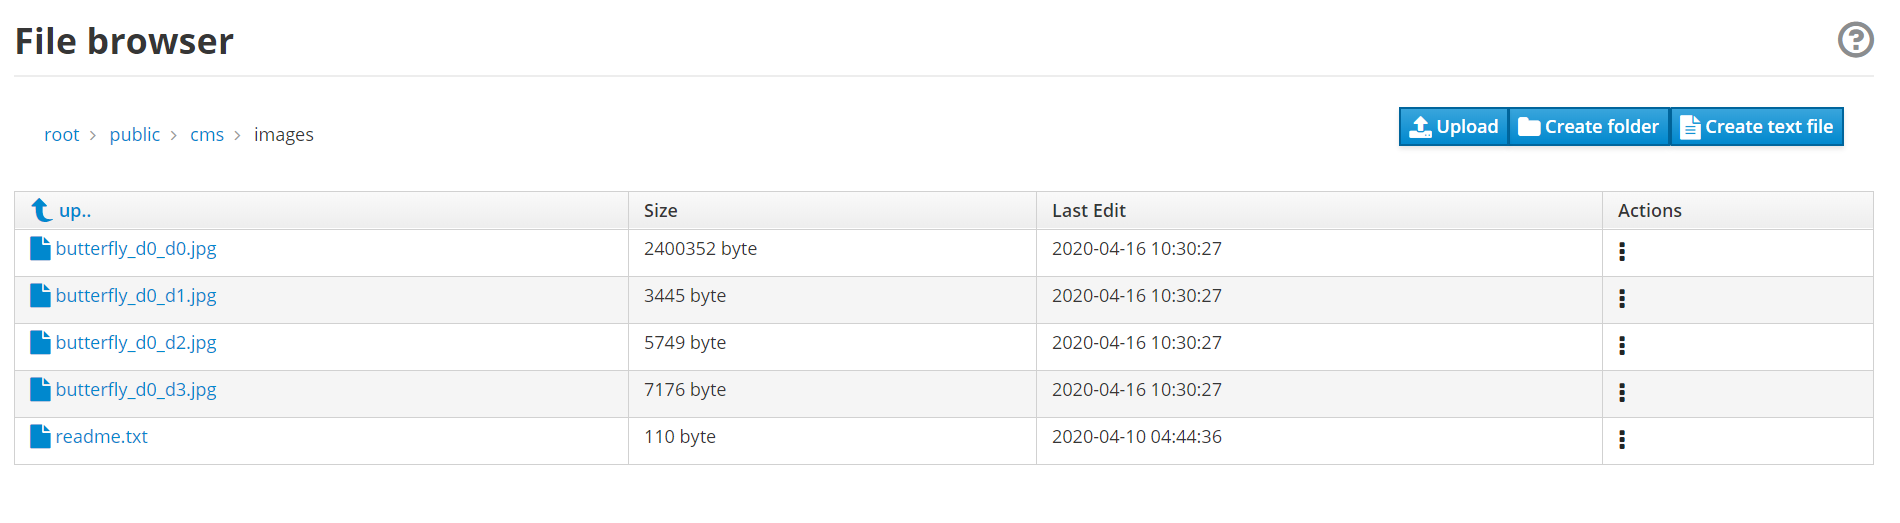 File browser
root > public > cms > images
Upload Create folder Create text file
up.. Size Last Edit Actions
butterfly_d0_d0.jpg 2400352 byte 2020-04-16 10:30:27
butterfly_d0_d1.jpg 3445 byte 2020-04-16 10:30:27
butterfly_d0_d2.jpg 5749 byte 2020-04-16 10:30:27
butterfly_d0_d3.jpg 7176 byte 2020-04-16 10:30:27
readme.txt 110 byte 2020-04-10 04:44:36